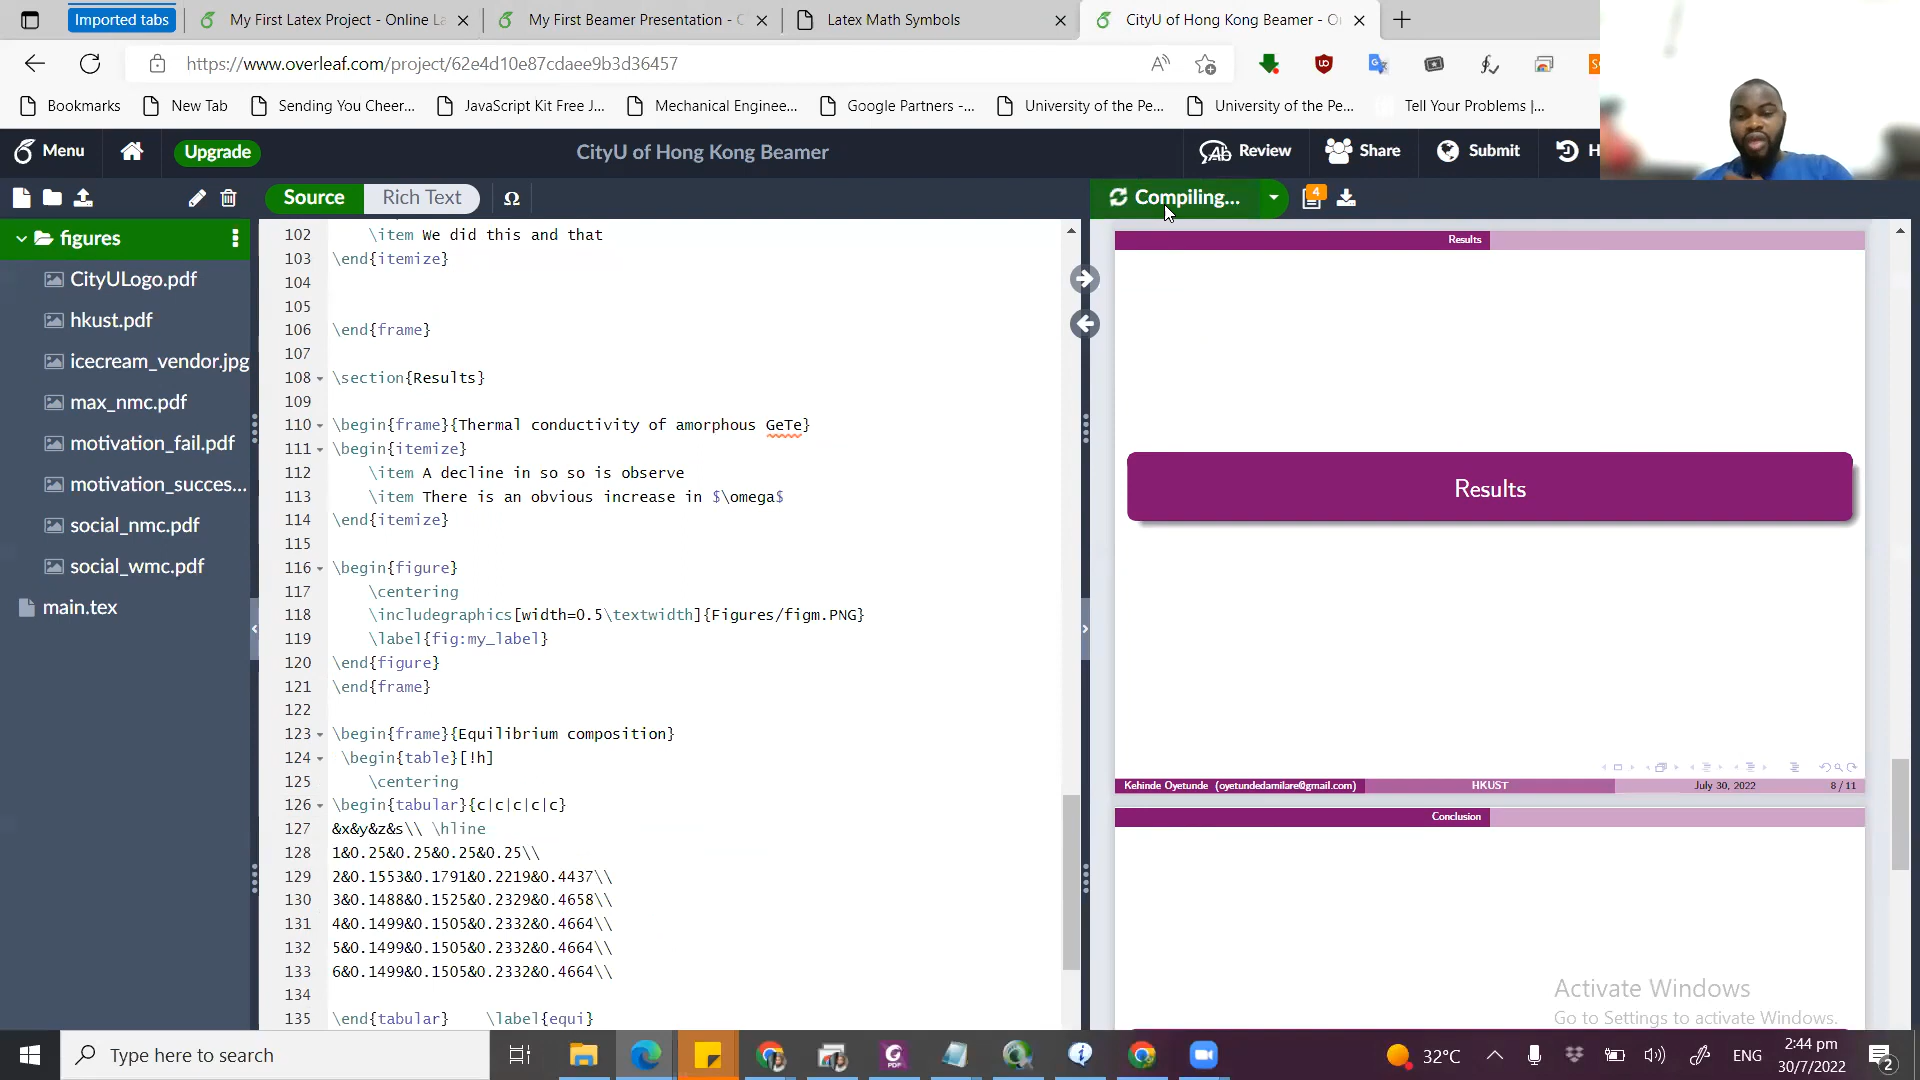 Imported tabs
My First Latex Project - Online La
My First Beamer Presentation - O
Latex Math Symbols
CityU of Hong Kong Beamer - On
https://www.overleaf.com/project/62e4d10e87cdaee9b3d36457
Bookmarks
New Tab
Sending You Cheer...
JavaScript Kit Free J...
Mechanical Enginee...
Google Partners -...
University of the Pe...
University of the Pe...
Tell Your Problems |...
Menu
Upgrade
CityU of Hong Kong Beamer
Review
Share
Submit
H
Source
Rich Text
Ω
Compiling...
4
figures
CityULogo.pdf
hkust.pdf
icecream_vendor.jpg
max_nmc.pdf
motivation_fail.pdf
motivation_succes...
social_nmc.pdf
social_wmc.pdf
main.tex
102 \item We did this and that
103 \end{itemize}
104
105
106 \end{frame}
107
108 \section{Results}
109
110 \begin{frame}{Thermal conductivity of amorphous GeTe}
111 \begin{itemize}
112 \item A decline in so so is observe
113 \item There is an obvious increase in $\omega$
114 \end{itemize}
115
116 \begin{figure}
117 \centering
118 \includegraphics[width=0.5\textwidth]{Figures/figm.PNG}
119 \label{fig:my_label}
120 \end{figure}
121 \end{frame}
122
123 \begin{frame}{Equilibrium composition}
124 \begin{table}[!h]
125 \centering
126 \begin{tabular}{c|c|c|c|c}
127 &x&y&z&s\\ \hline
128 1&0.25&0.25&0.25&0.25\\
129 2&0.1553&0.1791&0.2219&0.4437\\
130 3&0.1488&0.1525&0.2329&0.4658\\
131 4&0.1499&0.1505&0.2332&0.4664\\
132 5&0.1499&0.1505&0.2332&0.4664\\
133 6&0.1499&0.1505&0.2332&0.4664\\
134
135 \end{tabular} \label{equi}
Results
Results
Kehinde Oyetunde (oyetundedamilare@gmail.com)
HKUST
July 30, 2022
8 / 11
Conclusion
Activate Windows
Go to Settings to activate Windows.
Type here to search
32°C
ENG
2:44 pm
30/7/2022
2